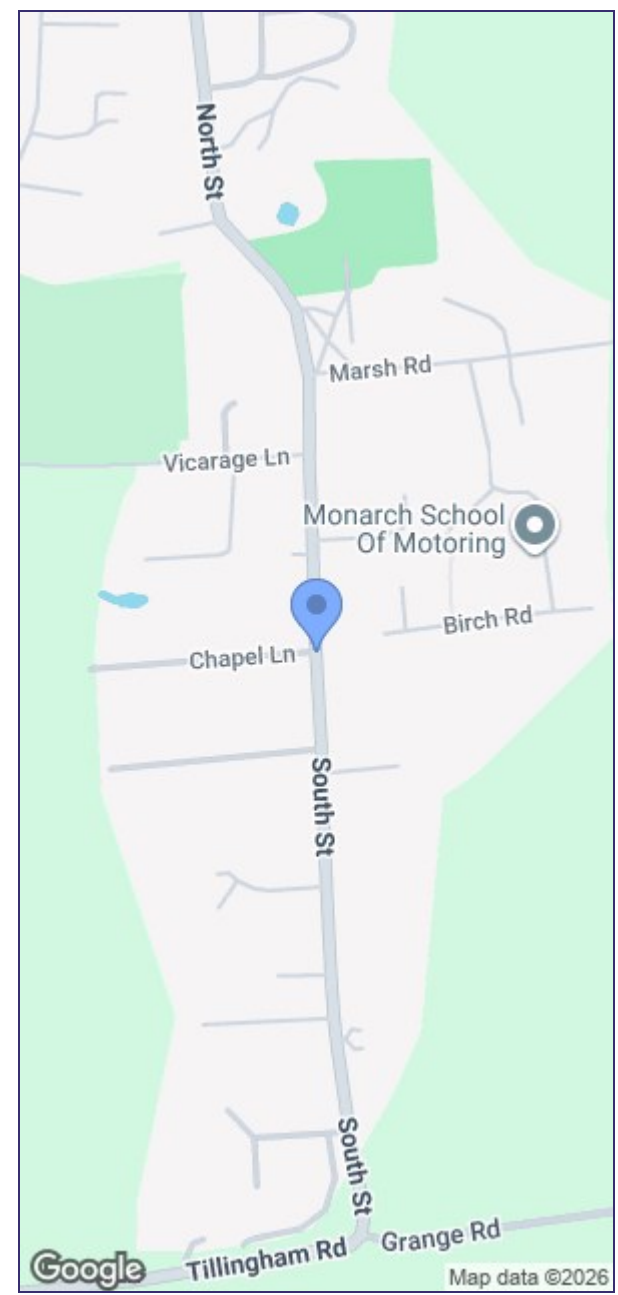 North St
Marsh Rd
Vicarage Ln
Monarch School
Of Motoring
Birch Rd
Chapel Ln
South St
South St
Grange Rd
Tillingham Rd
Google
Map data ©2026